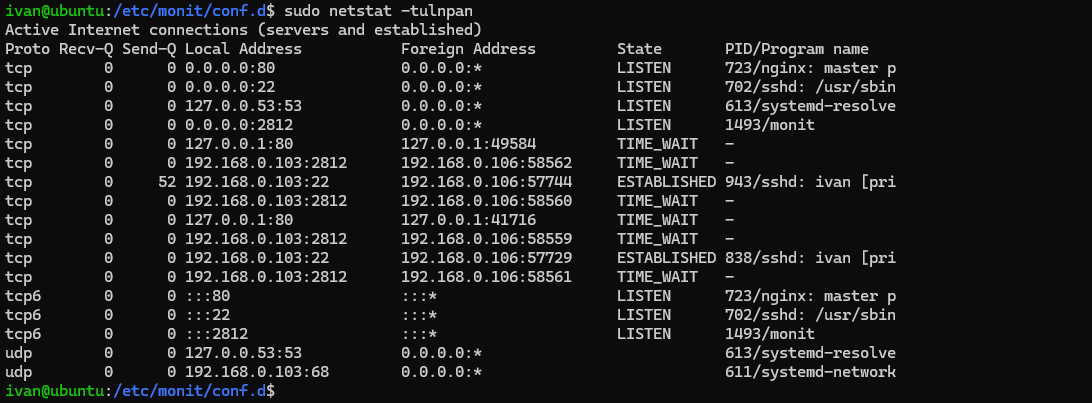 ivan@ubuntu:/etc/monit/conf.d$ sudo netstat -tulnpan
Active Internet connections (servers and established)
Proto Recv-Q Send-Q Local Address           Foreign Address         State       PID/Program name
tcp        0      0 0.0.0.0:80              0.0.0.0:*               LISTEN      723/nginx: master p
tcp        0      0 0.0.0.0:22              0.0.0.0:*               LISTEN      702/sshd: /usr/sbin
tcp        0      0 127.0.0.53:53           0.0.0.0:*               LISTEN      613/systemd-resolve
tcp        0      0 0.0.0.0:2812            0.0.0.0:*               LISTEN      1493/monit
tcp        0      0 127.0.0.1:80            127.0.0.1:49584         TIME_WAIT   -
tcp        0      0 192.168.0.103:2812      192.168.0.106:58562     TIME_WAIT   -
tcp        0     52 192.168.0.103:22        192.168.0.106:57744     ESTABLISHED 943/sshd: ivan [pri
tcp        0      0 192.168.0.103:2812      192.168.0.106:58560     TIME_WAIT   -
tcp        0      0 127.0.0.1:80            127.0.0.1:41716         TIME_WAIT   -
tcp        0      0 192.168.0.103:2812      192.168.0.106:58559     TIME_WAIT   -
tcp        0      0 192.168.0.103:22        192.168.0.106:57729     ESTABLISHED 838/sshd: ivan [pri
tcp        0      0 192.168.0.103:2812      192.168.0.106:58561     TIME_WAIT   -
tcp6       0      0 :::80                   :::*                    LISTEN      723/nginx: master p
tcp6       0      0 :::22                   :::*                    LISTEN      702/sshd: /usr/sbin
tcp6       0      0 :::2812                 :::*                    LISTEN      1493/monit
udp        0      0 127.0.0.53:53           0.0.0.0:*                           613/systemd-resolve
udp        0      0 192.168.0.103:68        0.0.0.0:*                           611/systemd-network
ivan@ubuntu:/etc/monit/conf.d$